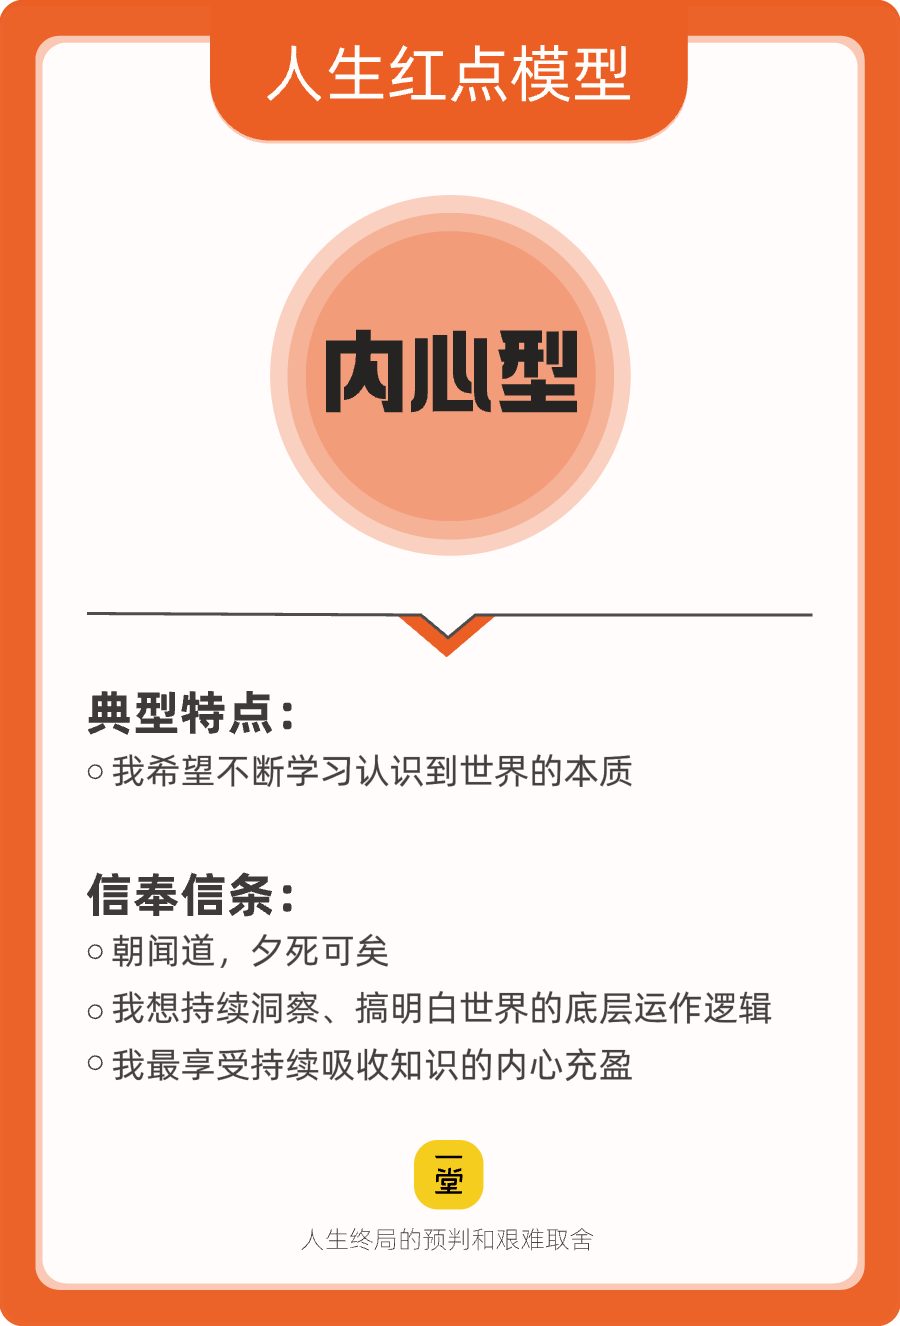 人生红点模型
内心型
典型特点：
我希望不断学习认识到世界的本质
信奉信条：
朝闻道，夕死可矣
我想持续洞察、搞明白世界的底层运作逻辑
我最享受持续吸收知识的内心充盈
一
堂
人生终局的预判和艰难取舍